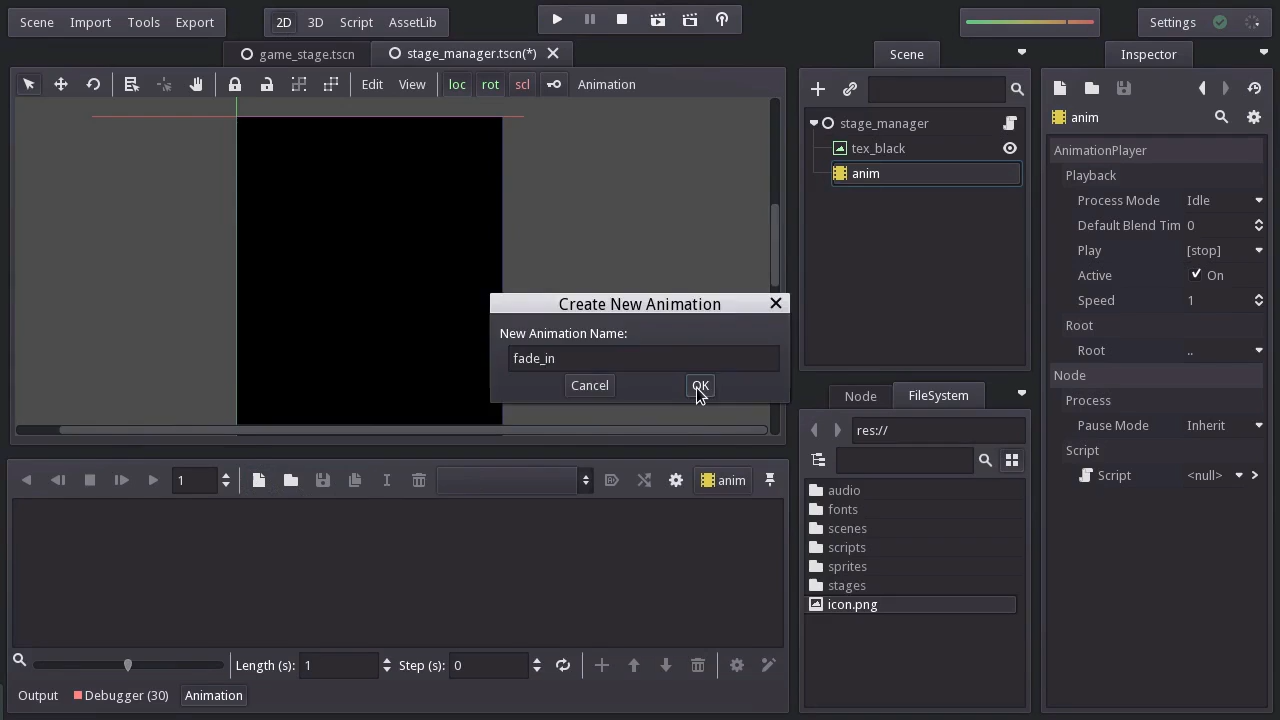 Scene Import Tools Export 2D 3D Script AssetLib Settings
game_stage.tscn stage_manager.tscn(*) Scene Inspector
Edit View loc rot scl Animation
stage_manager anim
tex_black AnimationPlayer
anim Playback
Process Mode Idle
Default Blend Tim 0
Play [stop]
Active On
Speed 1
Root
Root ..
Node
Process
Pause Mode Inherit
Script
Script <null>
Create New Animation
New Animation Name:
fade_in
Cancel OK
Node FileSystem
res://
audio
fonts
scenes
scripts
sprites
stages
icon.png
1 anim
Length (s): 1 Step (s): 0
Output Debugger (30) Animation